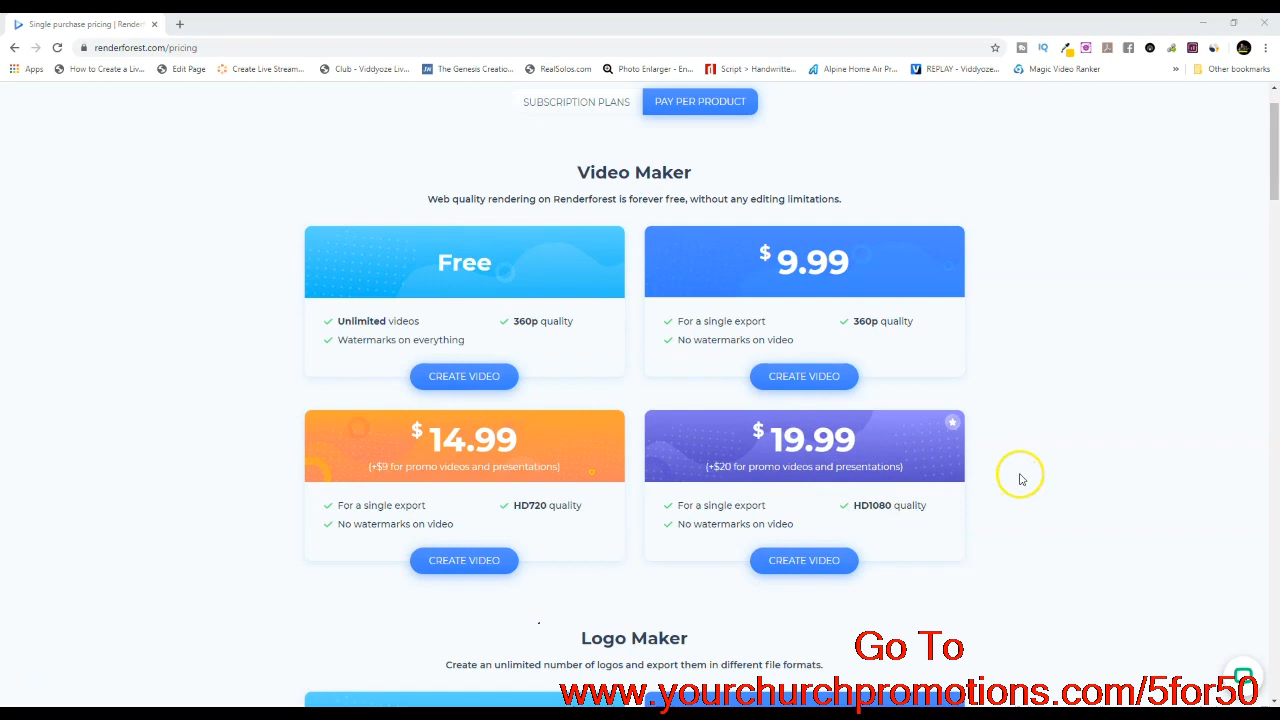 Single purchase pricing | Render
renderforest.com/pricing
Apps
How to Create a Liv...
Edit Page
Create Live Stream...
Club - Viddyoze Liv...
The Genesis Creatio...
RealSolos.com
Photo Enlarger - En...
Script > Handwritte...
Alpine Home Air Pr...
REPLAY - Viddyoze...
Magic Video Ranker
»
Other bookmarks
SUBSCRIPTION PLANS
PAY PER PRODUCT
Video Maker
Web quality rendering on Renderforest is forever free, without any editing limitations.
Free
Unlimited videos
360p quality
Watermarks on everything
CREATE VIDEO
$ 9.99
For a single export
360p quality
No watermarks on video
CREATE VIDEO
$ 14.99
(+$9 for promo videos and presentations)
For a single export
HD720 quality
No watermarks on video
CREATE VIDEO
$ 19.99
(+$20 for promo videos and presentations)
For a single export
HD1080 quality
No watermarks on video
CREATE VIDEO
Logo Maker
Create an unlimited number of logos and export them in different file formats.
Go To
www.yourchurchpromotions.com/5for50